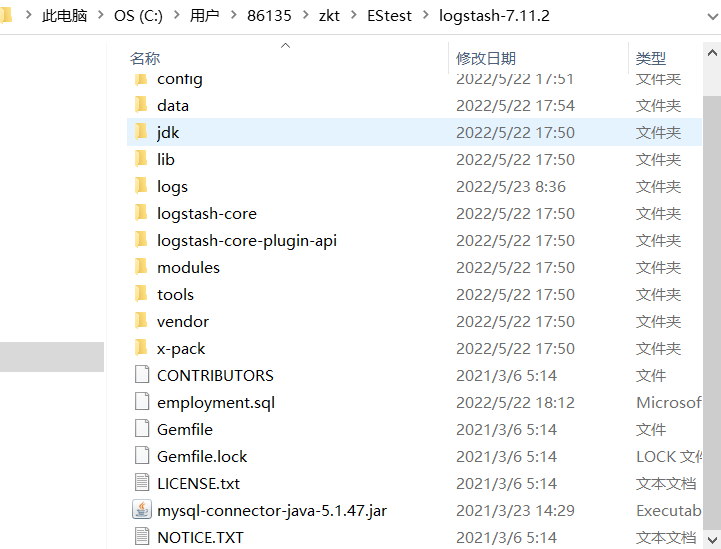 此电脑 > OS (C:) > 用户 > 86135 > zkt > EStest > logstash-7.11.2
名称 修改日期 类型
config 2022/5/22 17:51 文件夹
data 2022/5/22 17:54 文件夹
jdk 2022/5/22 17:50 文件夹
lib 2022/5/22 17:50 文件夹
logs 2022/5/23 8:36 文件夹
logstash-core 2022/5/22 17:50 文件夹
logstash-core-plugin-api 2022/5/22 17:50 文件夹
modules 2022/5/22 17:50 文件夹
tools 2022/5/22 17:50 文件夹
vendor 2022/5/22 17:50 文件夹
x-pack 2022/5/22 17:50 文件夹
CONTRIBUTORS 2021/3/6 5:14 文件
employment.sql 2022/5/22 18:12 Microsof
Gemfile 2021/3/6 5:14 文件
Gemfile.lock 2021/3/6 5:14 LOCK 文件
LICENSE.txt 2021/3/6 5:14 文本文档
mysql-connector-java-5.1.47.jar 2021/3/23 14:29 Executab
NOTICE.TXT 2021/3/6 5:14 文本文档